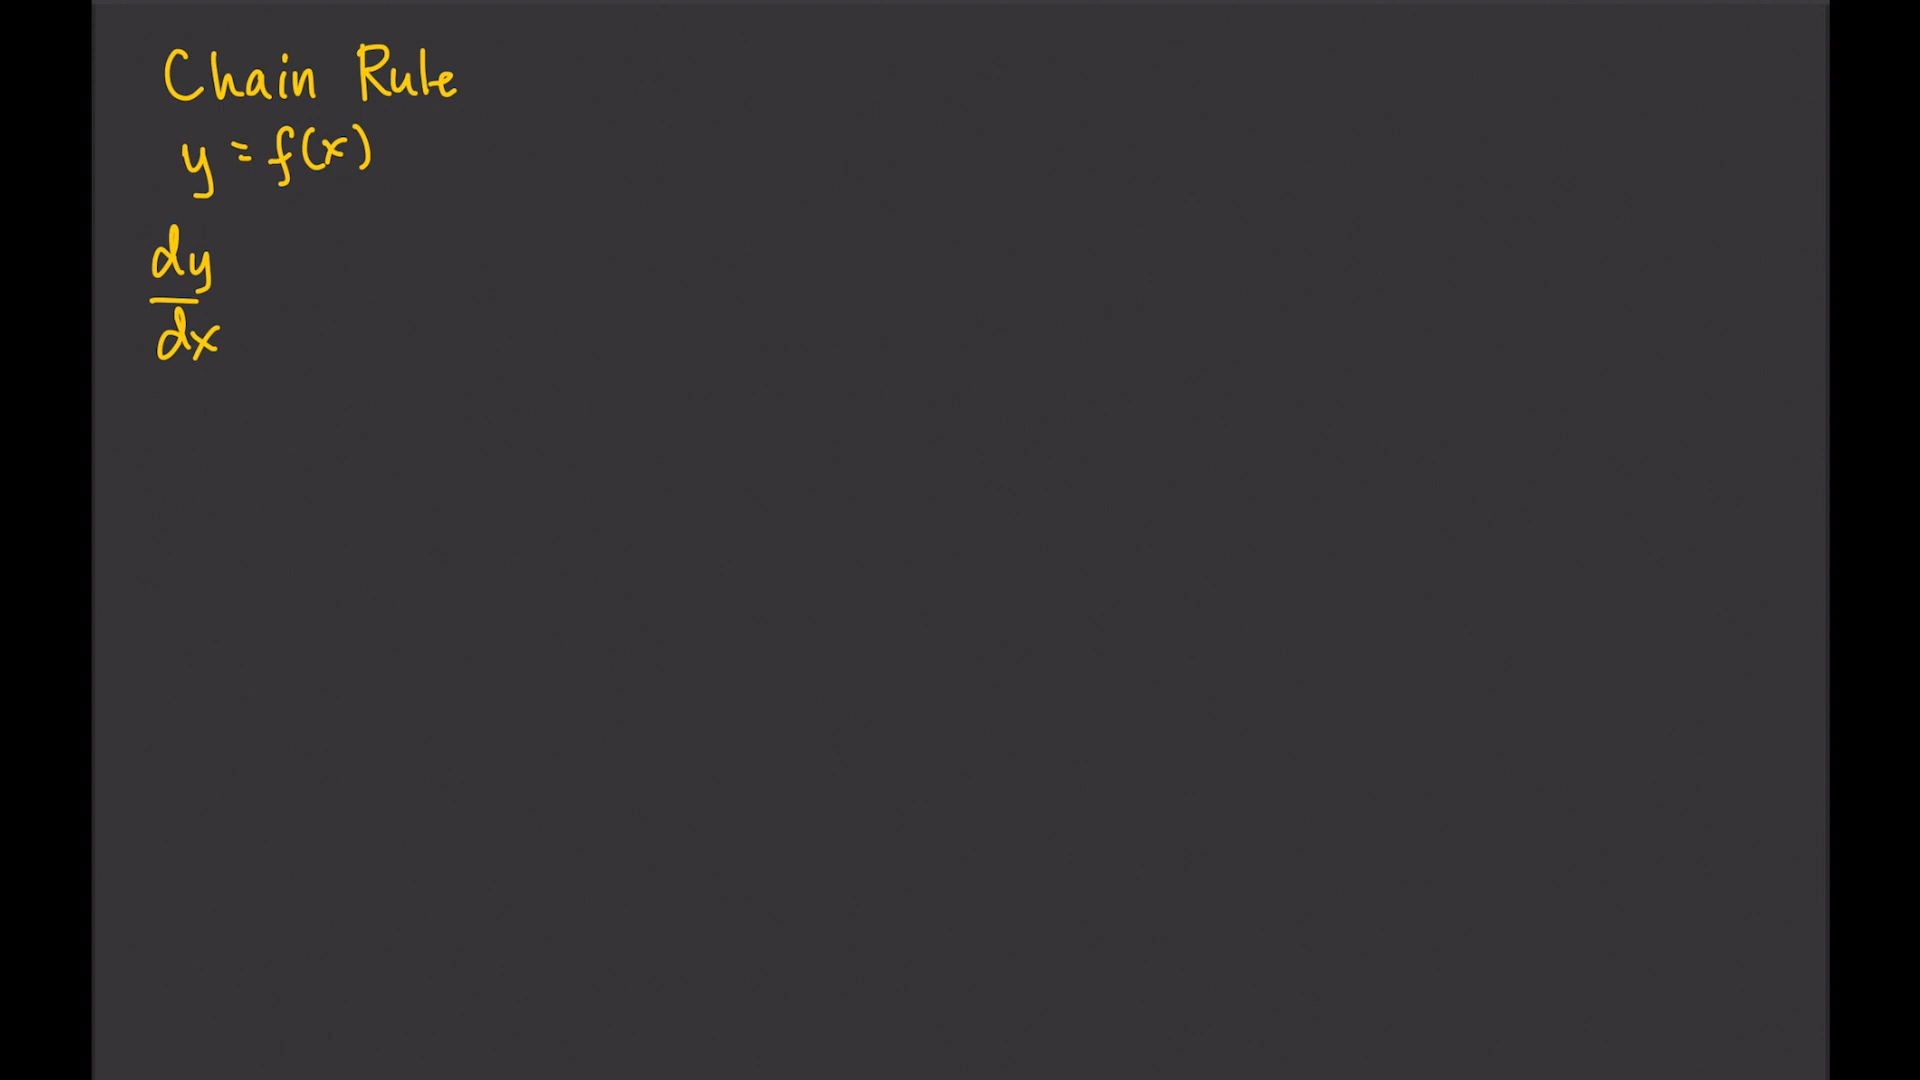 Chain Rule
y = f(x)
dy
dx